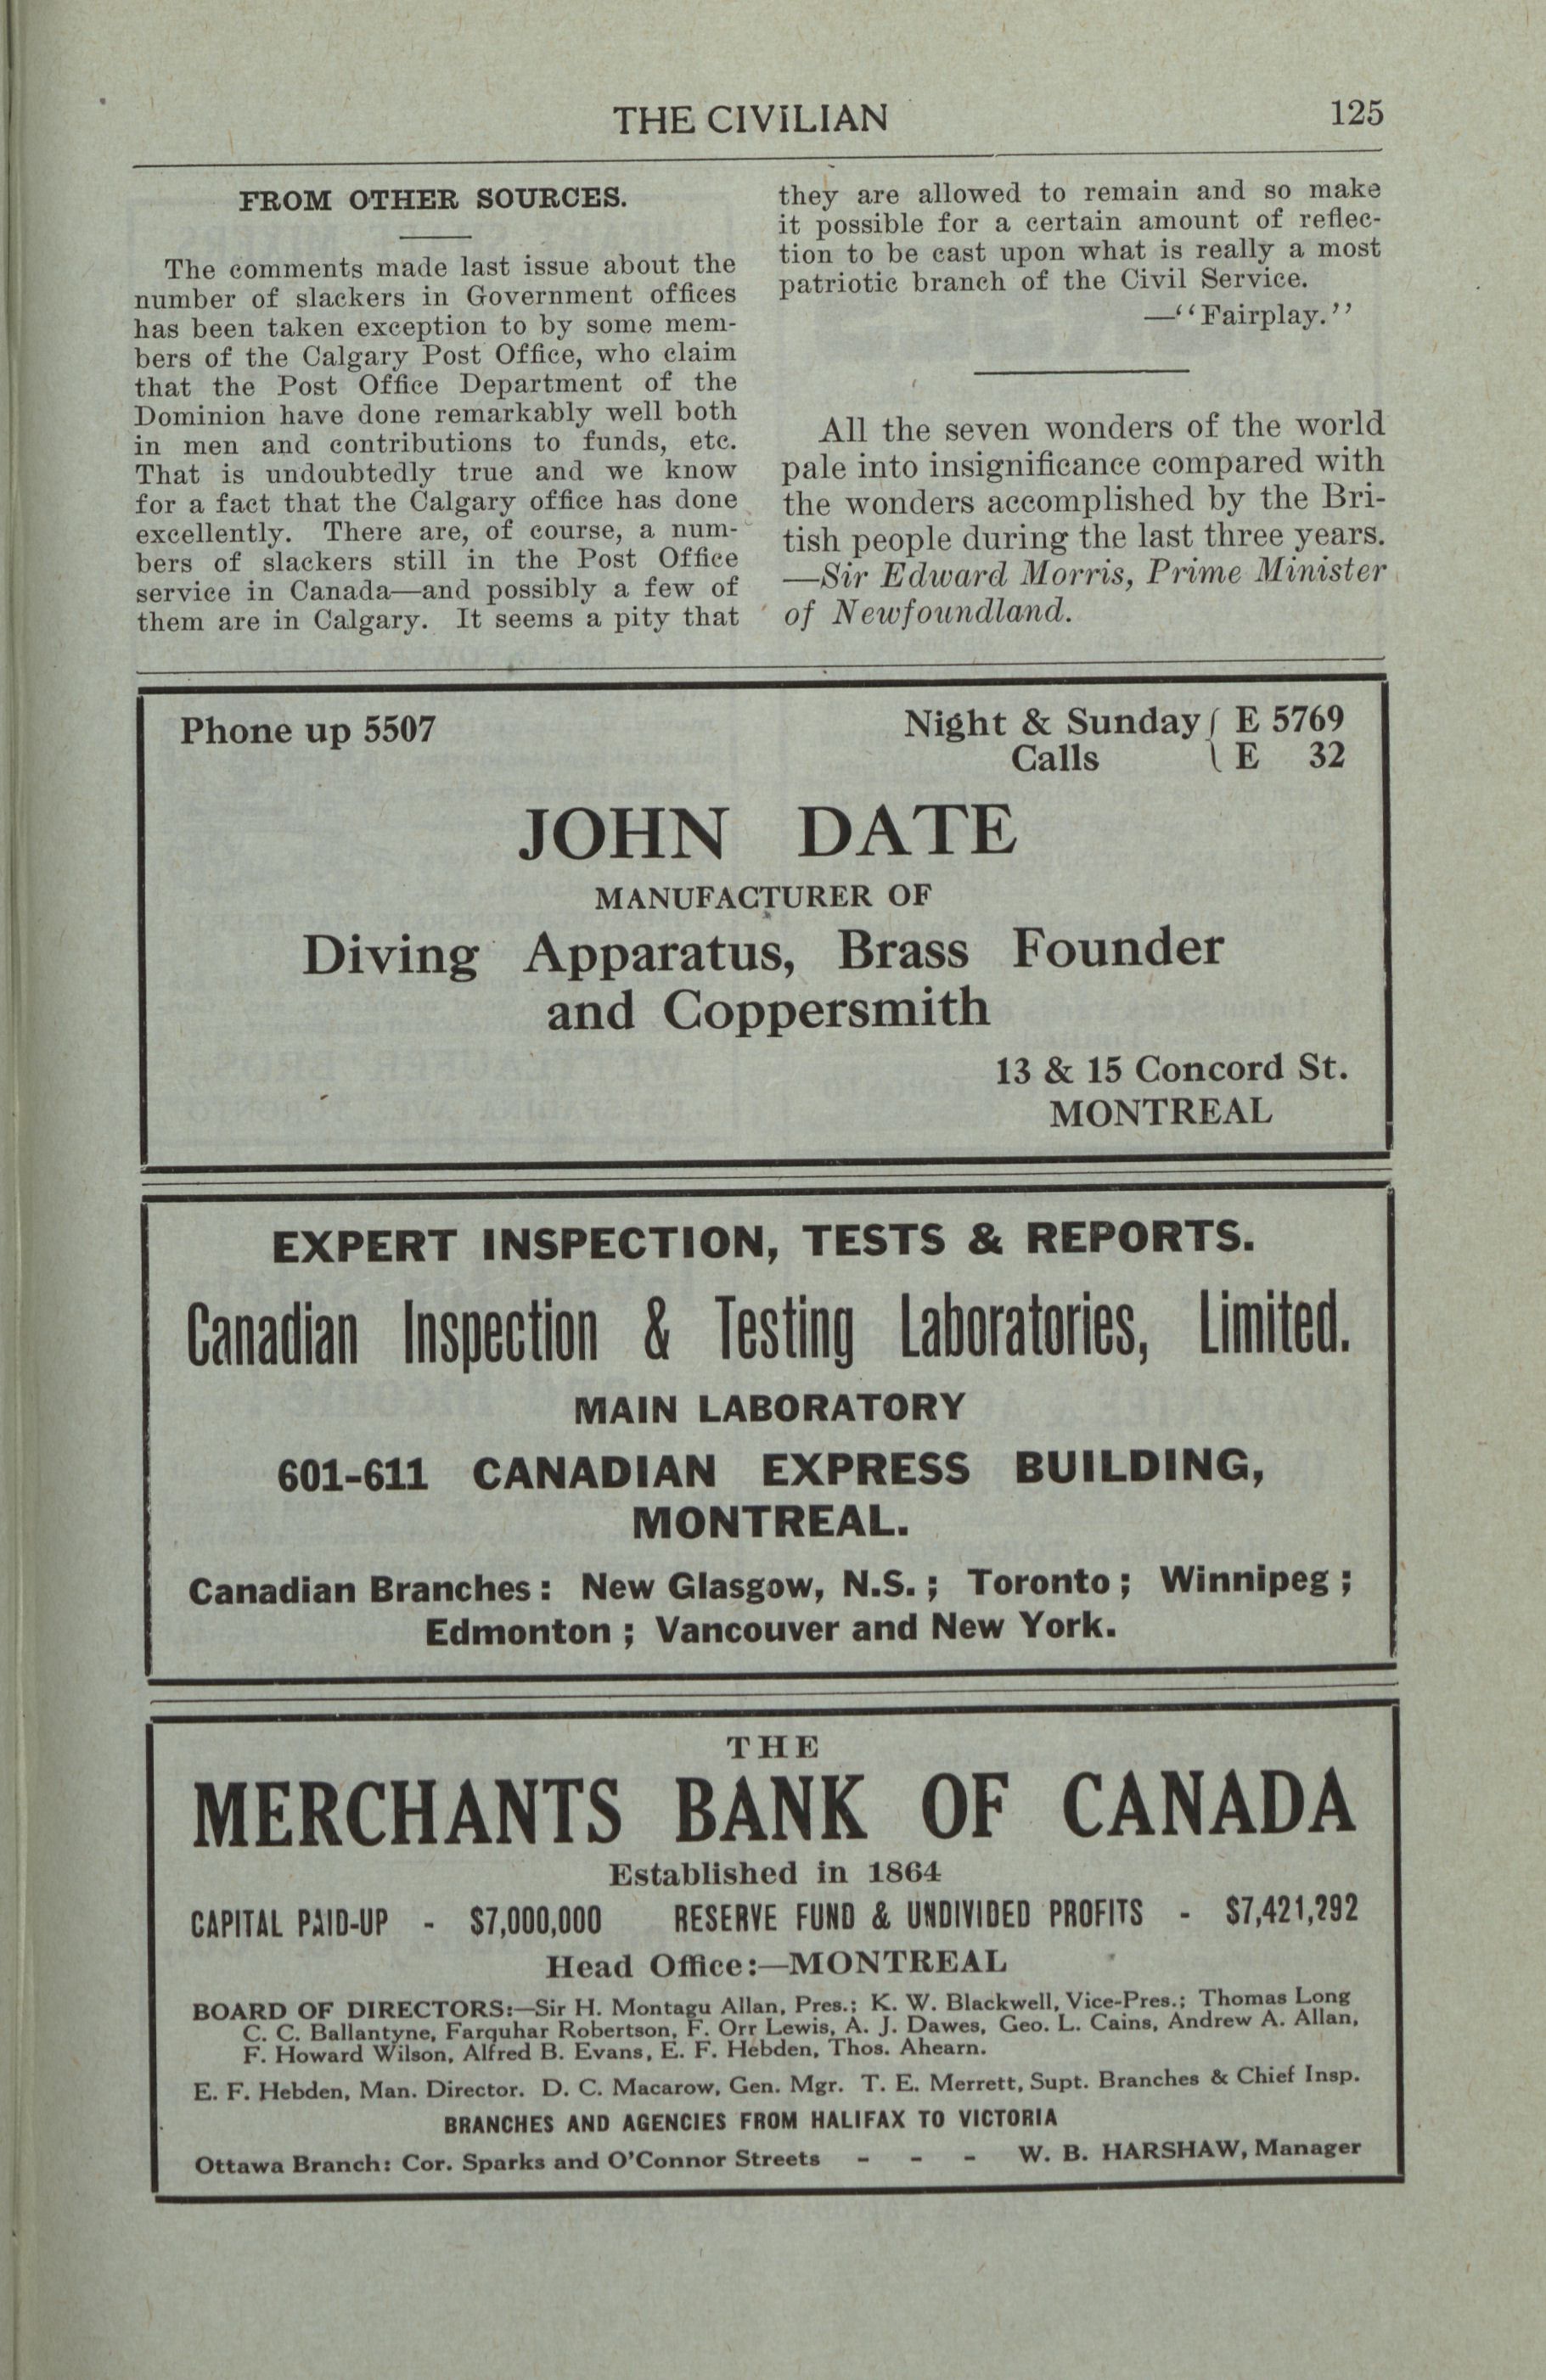 THE CIVILIAN
125
FROM OTHER SOURCES.
The comments made last issue about the
number of slackers in Government offices
has been taken exception to by some mem-
bers of the Calgary Post Office, who claim
that the Post Office Department of the
Dominion have done remarkably well both
in men and contributions to funds, etc.
That is undoubtedly true and we know
for a fact that the Calgary office has done
excellently. There are, of course, a num-
bers of slackers still in the Post Office
service in Canada—and possibly a few of
them are in Calgary. It seems a pity that
they are allowed to remain and so make
it possible for a certain amount of reflec-
tion to be cast upon what is really a most
patriotic branch of the Civil Service.
—"Fairplay."
All the seven wonders of the world
pale into insignificance compared with
the wonders accomplished by the Bri-
tish people during the last three years.
—Sir Edward Morris, Prime Minister
of Newfoundland.
Phone up 5507
Night & Sunday { E 5769
Calls { E 32
JOHN DATE
MANUFACTURER OF
Diving Apparatus, Brass Founder
and Coppersmith
13 & 15 Concord St.
MONTREAL
EXPERT INSPECTION, TESTS & REPORTS.
Canadian Inspection & Testing Laboratories, Limited.
MAIN LABORATORY
601-611 CANADIAN EXPRESS BUILDING,
MONTREAL.
Canadian Branches: New Glasgow, N.S.; Toronto; Winnipeg;
Edmonton; Vancouver and New York.
THE
MERCHANTS BANK OF CANADA
Established in 1864
CAPITAL PAID-UP - $7,000,000 RESERVE FUND & UNDIVIDED PROFITS - $7,421,292
Head Office:—MONTREAL
BOARD OF DIRECTORS:—Sir H. Montagu Allan, Pres.; K. W. Blackwell, Vice-Pres.; Thomas Long
C. C. Ballantyne, Farquhar Robertson, F. Orr Lewis, A. J. Dawes, Geo. L. Cains, Andrew A. Allan,
F. Howard Wilson, Alfred B. Evans, E. F. Hebden, Thos. Ahearn.
E. F. Hebden, Man. Director. D. C. Macarow, Gen. Mgr. T. E. Merrett, Supt. Branches & Chief Insp.
BRANCHES AND AGENCIES FROM HALIFAX TO VICTORIA
Ottawa Branch: Cor. Sparks and O'Connor Streets - - - W. B. HARSHAW, Manager